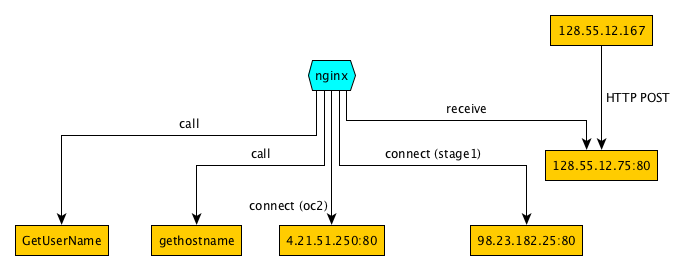 128.55.12.167
nginx
HTTP POST
receive
call
call
connect (stage1)
128.55.12.75:80
connect (oc2)
GetUserName
gethostname
4.21.51.250:80
98.23.182.25:80